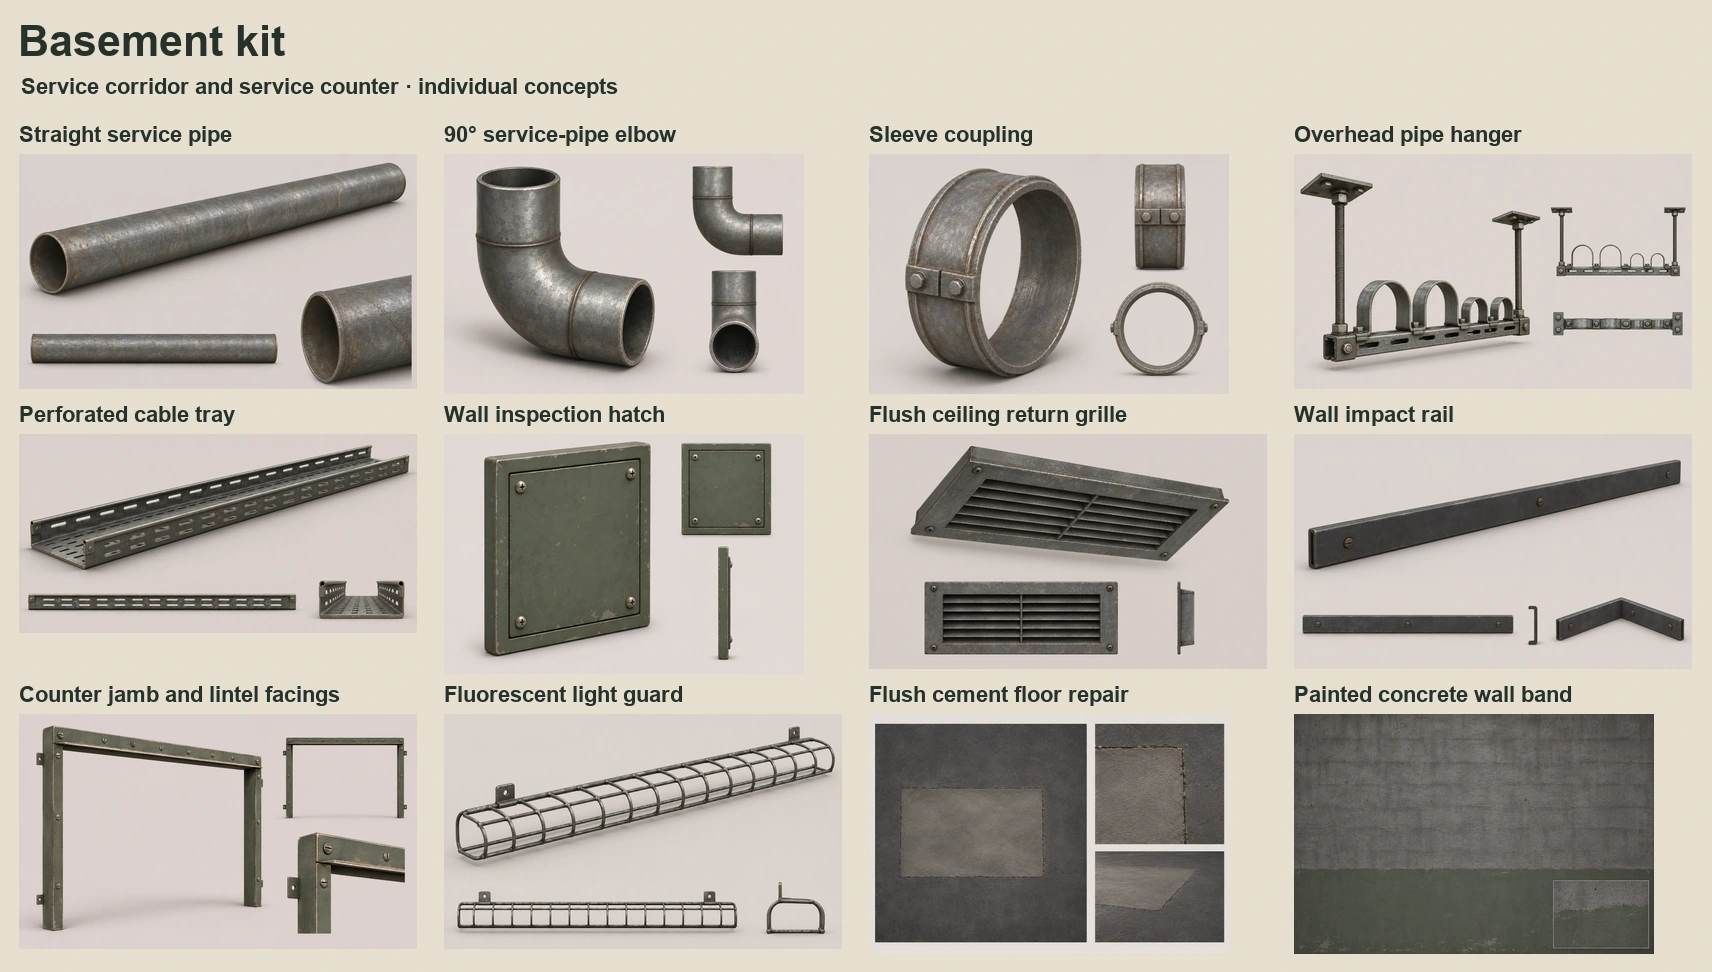 Basement kit
Service corridor and service counter · individual concepts
Straight service pipe
90° service-pipe elbow
Sleeve coupling
Overhead pipe hanger
Perforated cable tray
Wall inspection hatch
Flush ceiling return grille
Wall impact rail
Counter jamb and lintel facings
Fluorescent light guard
Flush cement floor repair
Painted concrete wall band